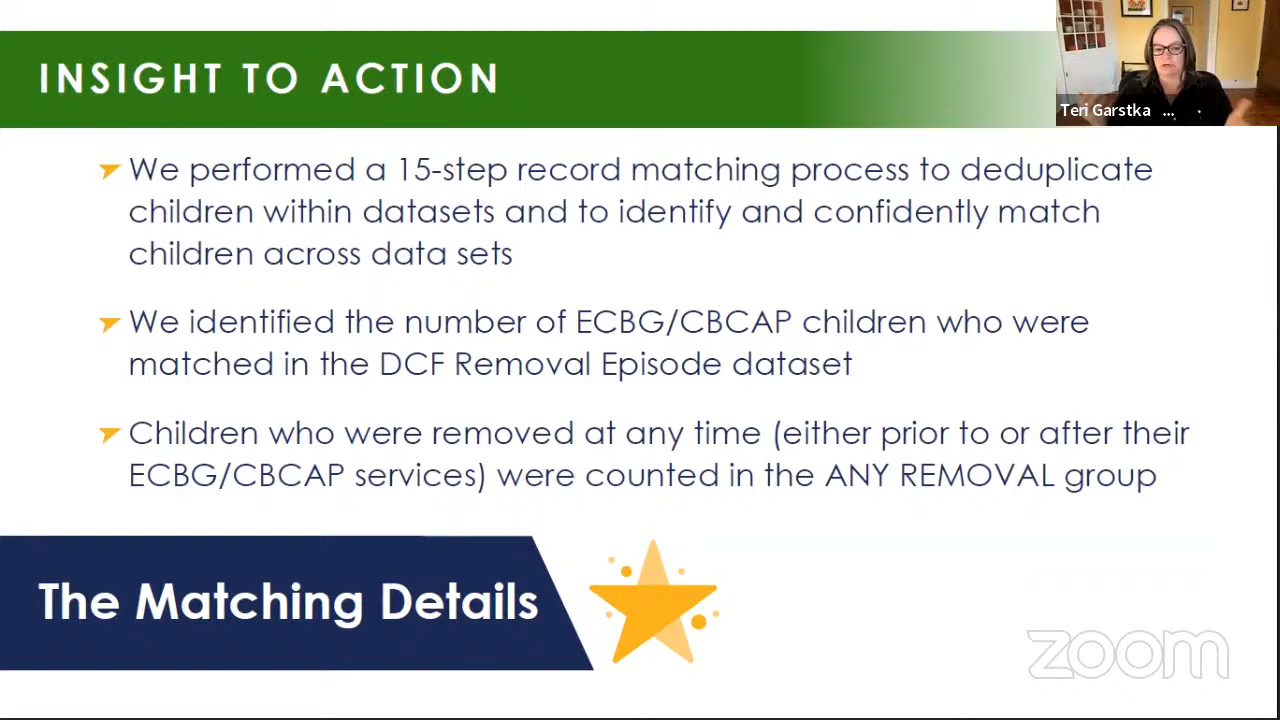 INSIGHT TO ACTION
Teri Garstka ...
We performed a 15-step record matching process to deduplicate
children within datasets and to identify and confidently match
children across data sets
We identified the number of ECBG/CBCAP children who were
matched in the DCF Removal Episode dataset
Children who were removed at any time (either prior to or after their
ECBG/CBCAP services) were counted in the ANY REMOVAL group
The Matching Details
zoom